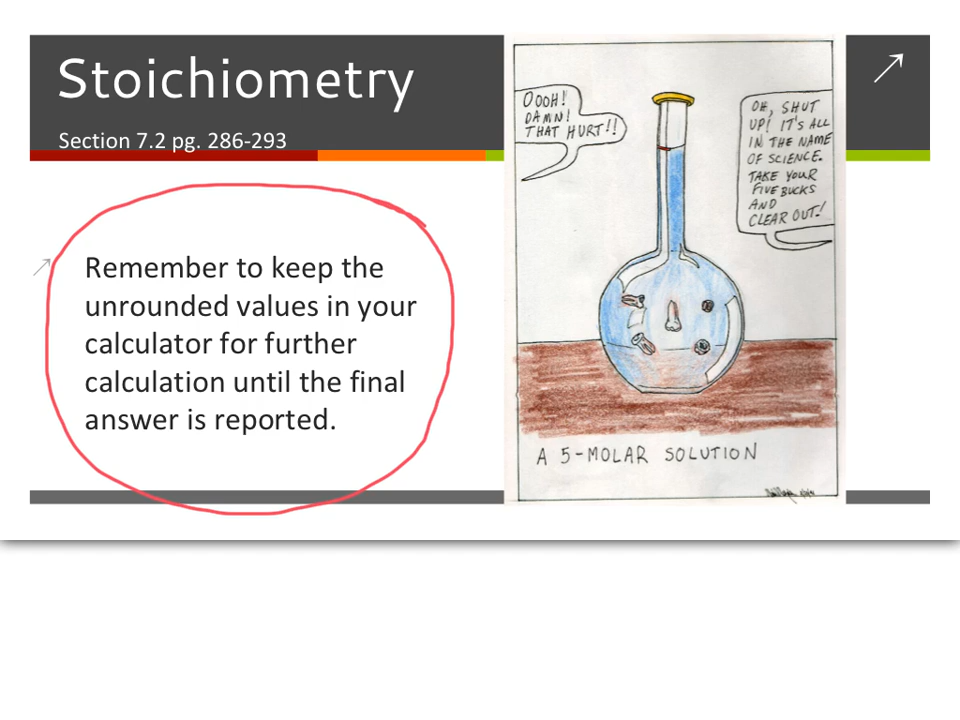 Stoichiometry
Section 7.2 pg. 286-293
Remember to keep the
unrounded values in your
calculator for further
calculation until the final
answer is reported.
OOOH!
DAMN!
THAT HURT!!
OH, SHUT
UP! IT'S ALL
IN THE NAME
OF SCIENCE.
TAKE YOUR
FIVE BUCKS
AND
CLEAR OUT!
A 5-MOLAR SOLUTION